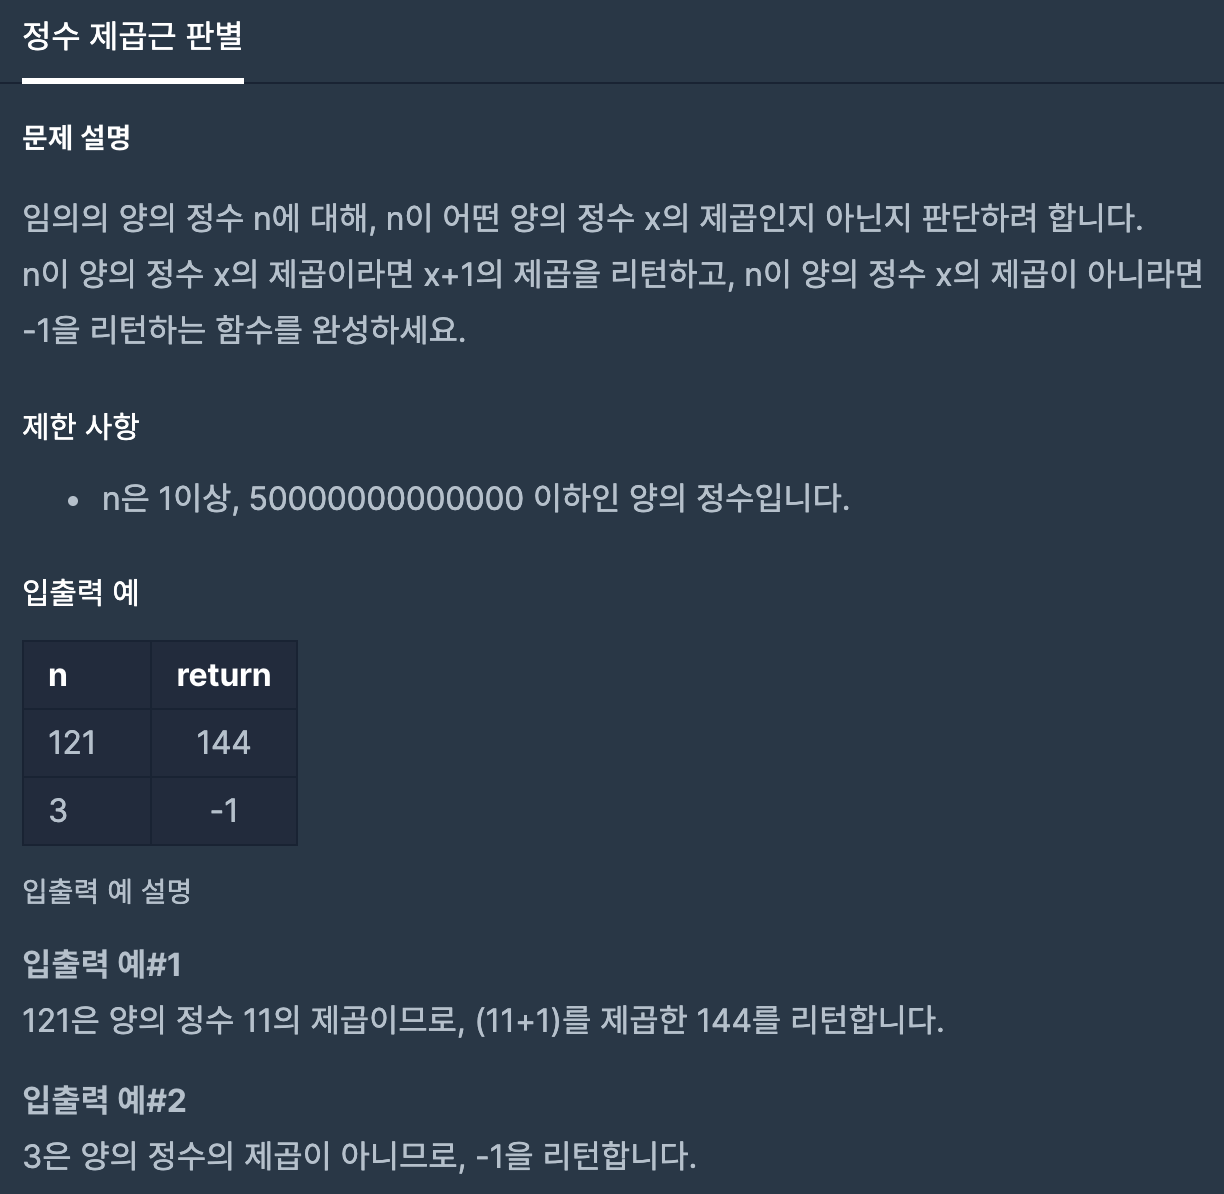 정수 제곱근 판별
문제 설명
임의의 양의 정수 n에 대해, n이 어떤 양의 정수 x의 제곱인지 아닌지 판단하려 합니다.
n이 양의 정수 x의 제곱이라면 x+1의 제곱을 리턴하고, n이 양의 정수 x의 제곱이 아니라면
-1을 리턴하는 함수를 완성하세요.
제한 사항
• n은 1이상, 50000000000000 이하인 양의 정수입니다.
입출력 예
n return
121 144
3 -1
입출력 예 설명
입출력 예#1
121은 양의 정수 11의 제곱이므로, (11+1)를 제곱한 144를 리턴합니다.
입출력 예#2
3은 양의 정수의 제곱이 아니므로, -1을 리턴합니다.